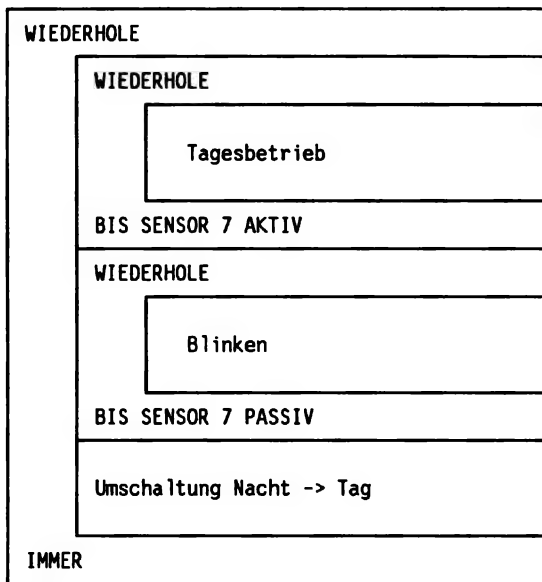 WIEDERHOLE
WIEDERHOLE
Tagesbetrieb
BIS SENSOR 7 AKTIV
WIEDERHOLE
Blinken
BIS SENSOR 7 PASSIV
Umschaltung Nacht -> Tag
IMMER